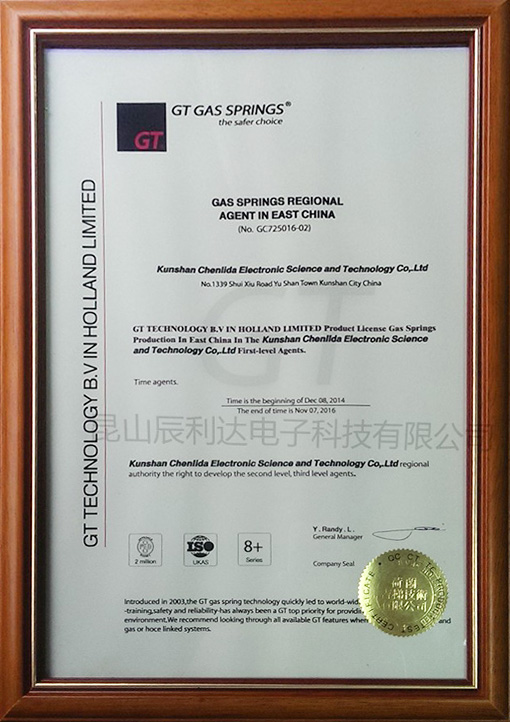 GT GAS SPRINGS®
the safer choice
GT
GT TECHNOLOGY B.V IN HOLLAND LIMITED
GAS SPRINGS REGIONAL
AGENT IN EAST CHINA
(No. GC725016-02)
Kunshan Chenlida Electronic Science and Technology Co,.Ltd
No.1339 Shui Xiu Road Yu Shan Town Kunshan City China
GT
GT TECHNOLOGY B.V IN HOLLAND LIMITED Product License Gas Springs
Production In East China In The Kunshan Chenlida Electronic Science
and Technology Co,.Ltd First-level Agents.
Time agents.
Time is the beginning of Dec 08, 2014
The end of time is Nov 07, 2016
昆山辰利达电子科技有限公司
Kunshan Chenlida Electronic Science and Technology Co,.Ltd regional
authority the right to develop the second level, third level agents.
2 million
ISO
UKAS
8+
Series
Y . Randy . L .
General Manager
Company Seal
Introduced in 2003,the GT gas spring technology quickly led to world-wid
-training,safety and reliability-has always been a GT top priority for providi
environment.We recommend looking through all available GT features when and
gas or hoce linked systems.